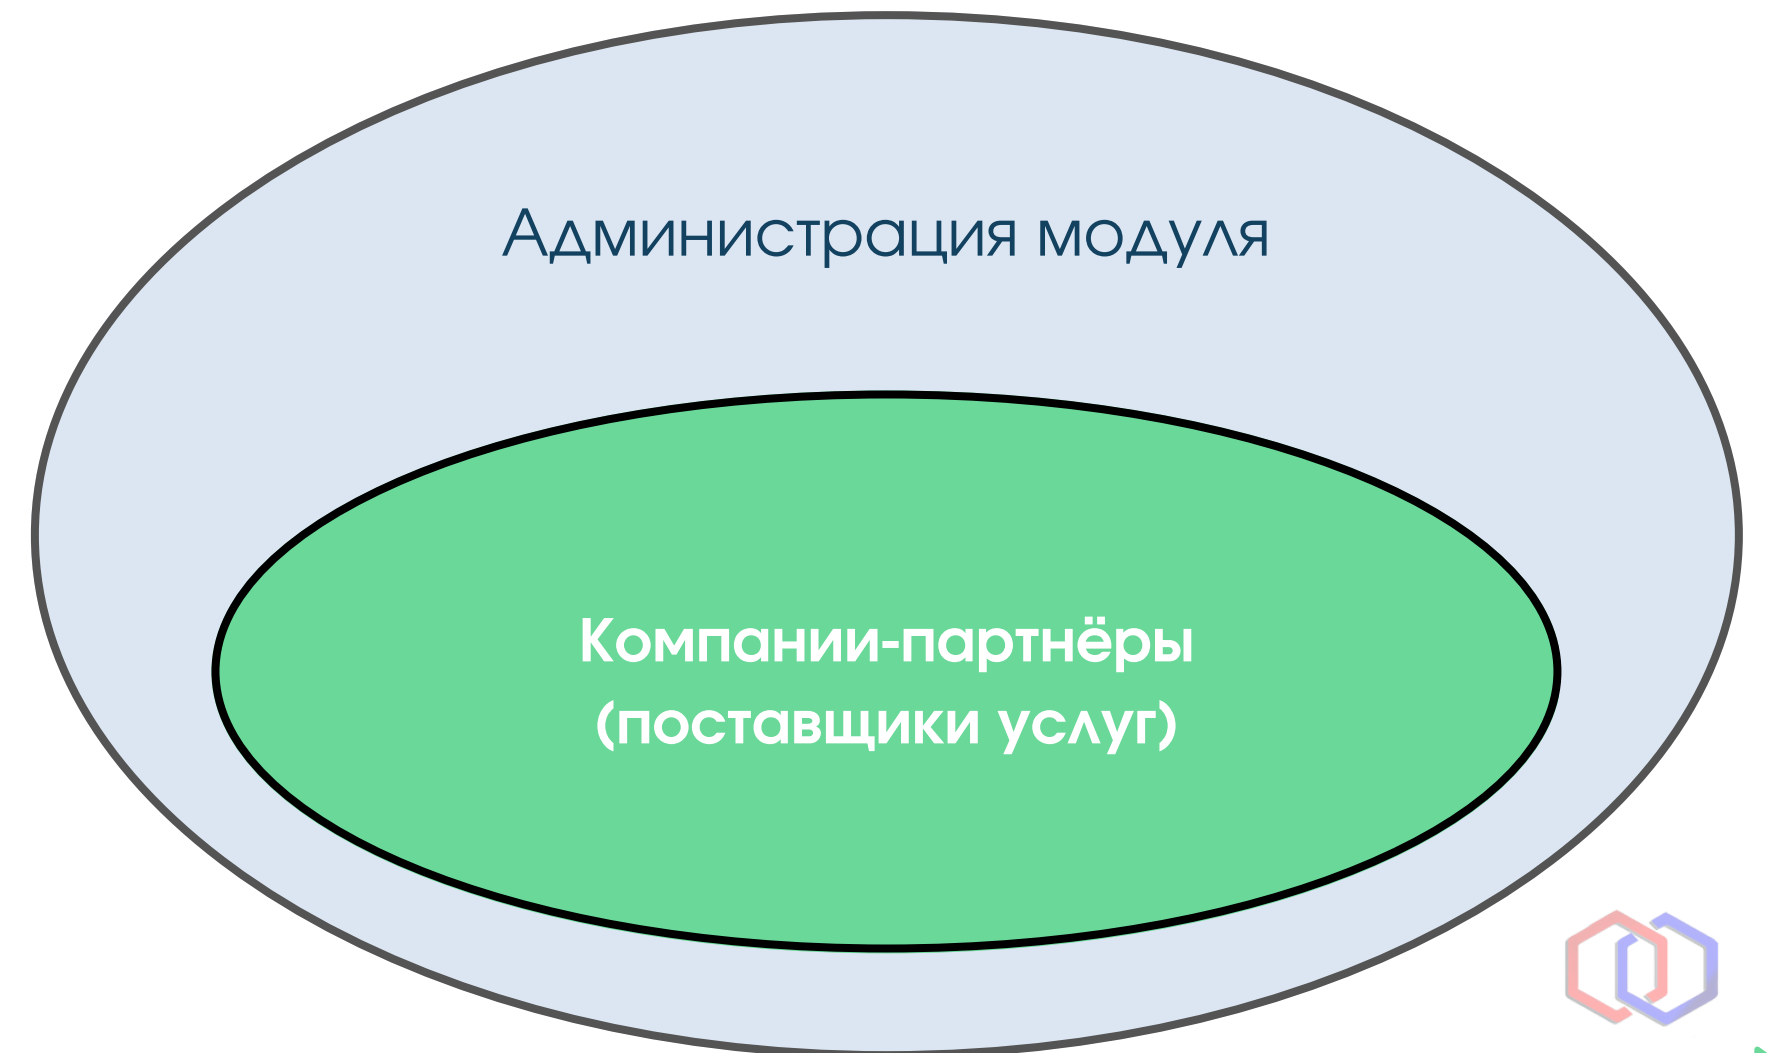 Администрация модуля
Компании-партнёры
(поставщики услуг)